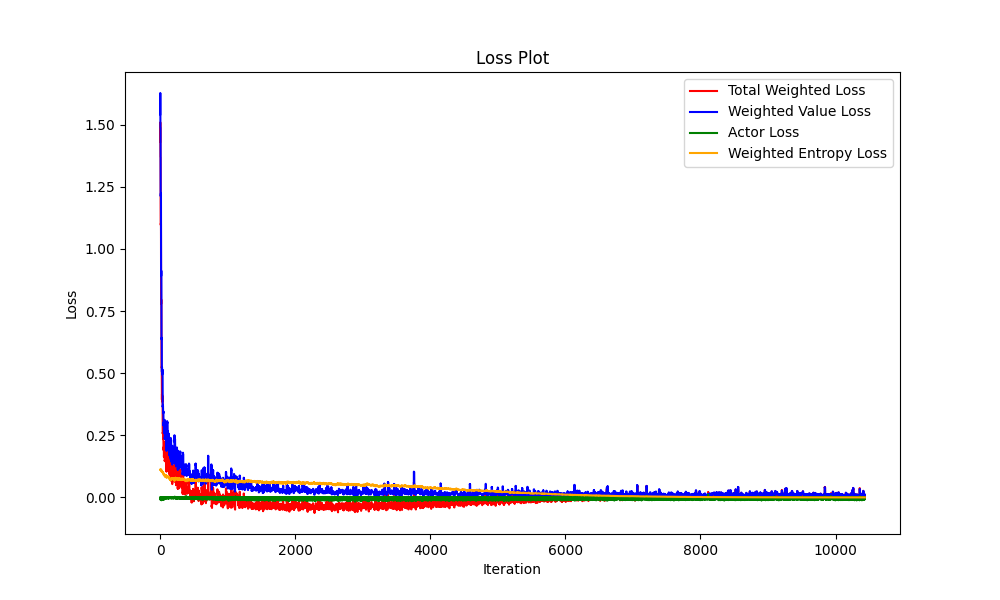 Loss Plot
Total Weighted Loss
Weighted Value Loss
Actor Loss
Weighted Entropy Loss
1.50
1.25
1.00
0.75
0.50
0.25
0.00
Loss
0 2000 4000 6000 8000 10000
Iteration